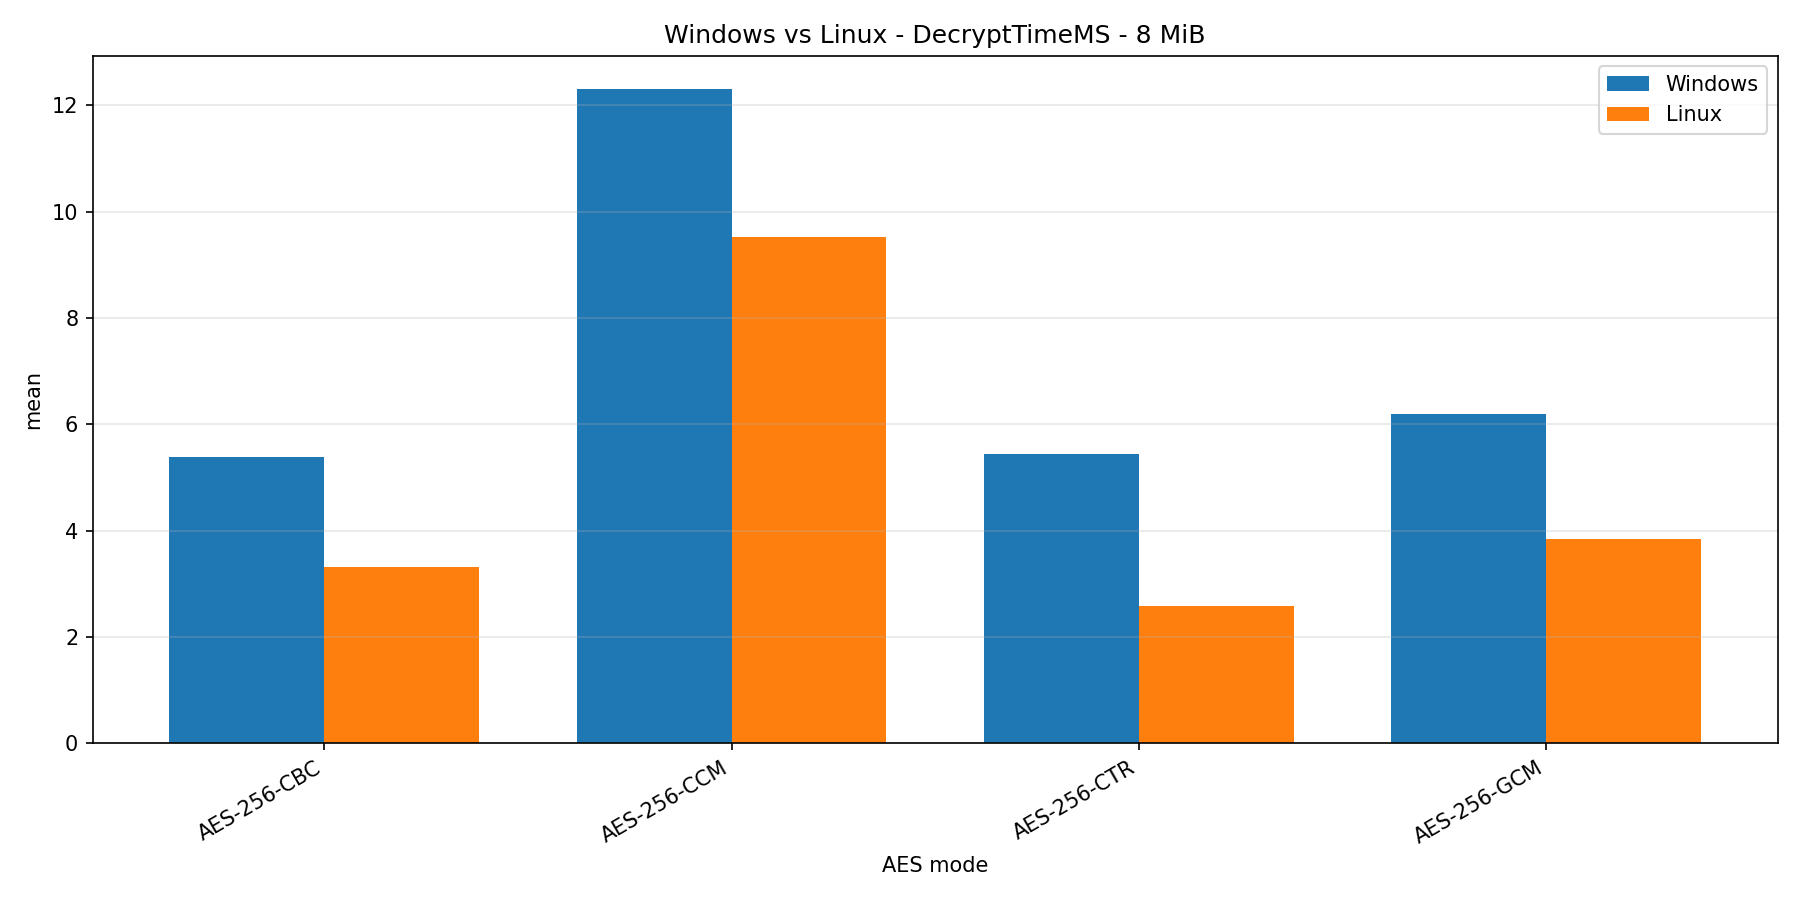 Windows vs Linux - DecryptTimeMS - 8 MiB
Windows
Linux
12
10
8
6
4
2
0
mean
AES-256-CBC
AES-256-CCM
AES-256-CTR
AES-256-GCM
AES mode